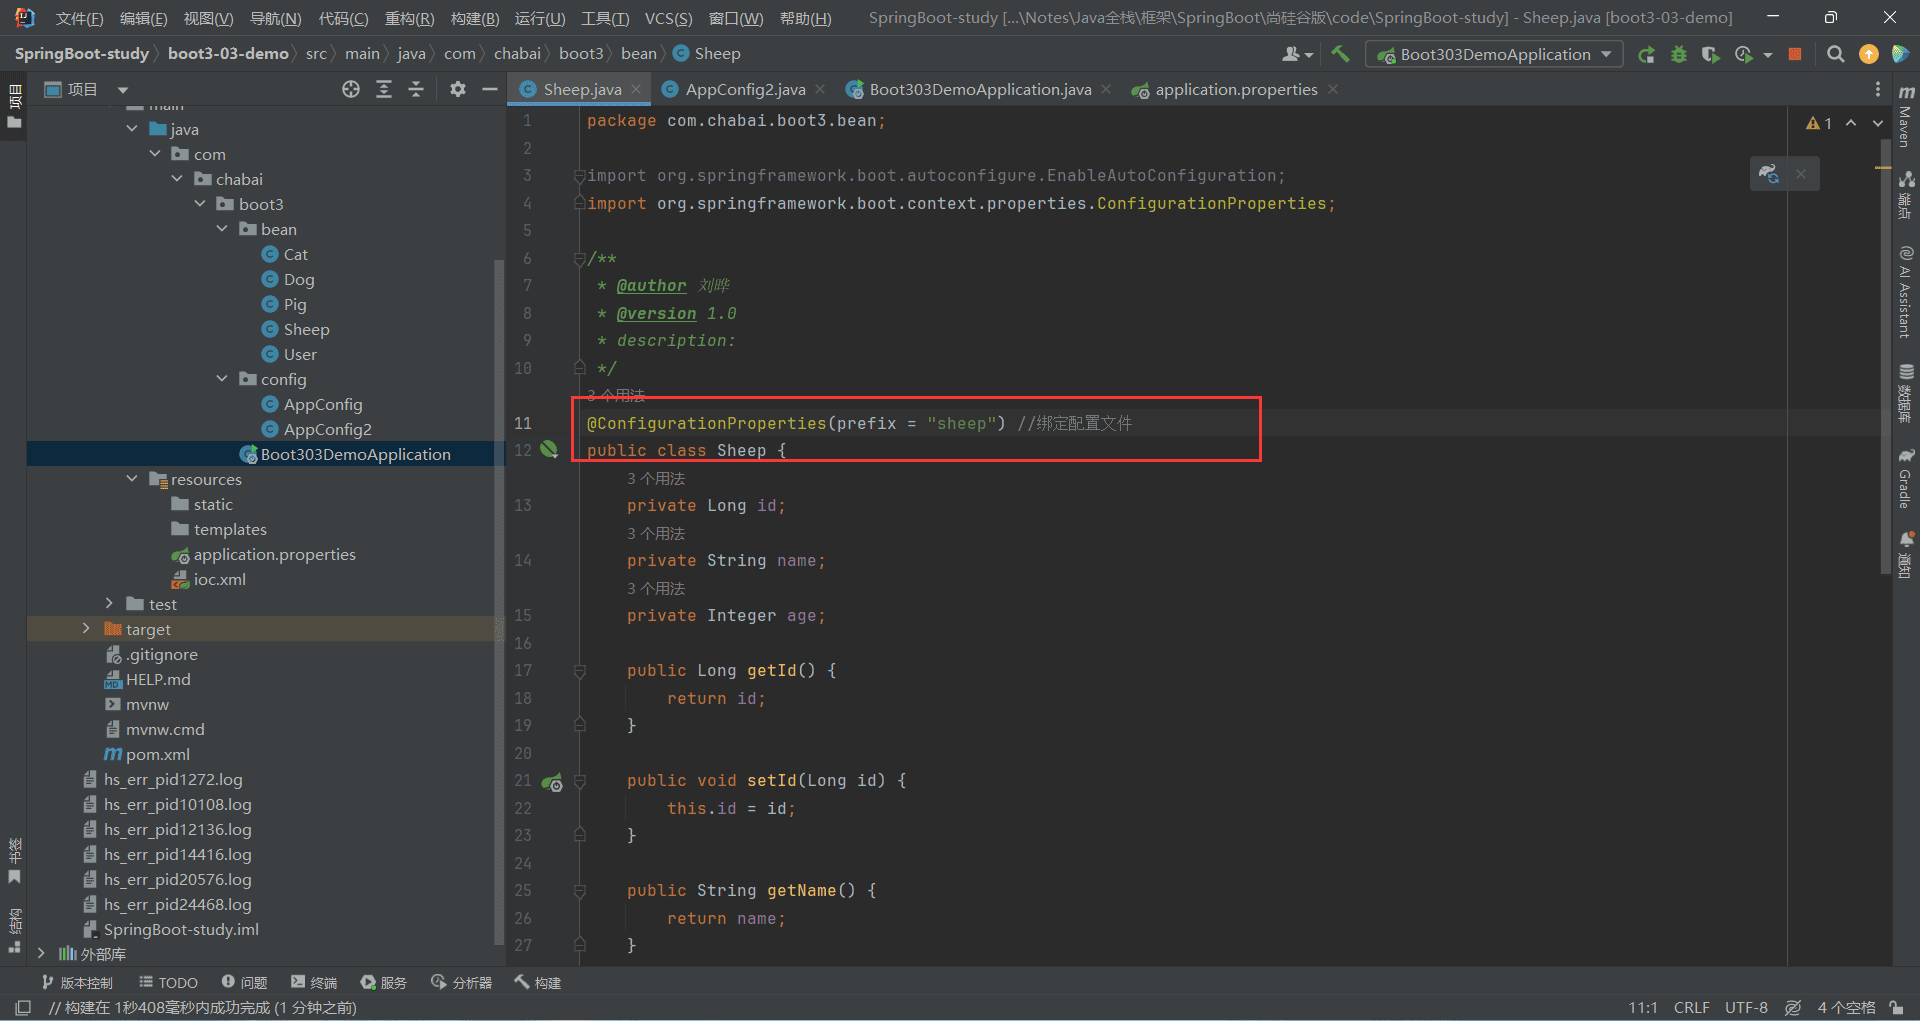 文件(F) 编辑(E) 视图(V) 导航(N) 代码(C) 重构(R) 构建(B) 运行(U) 工具(T) VCS(S) 窗口(W) 帮助(H) SpringBoot-study [...\Notes\Java全栈\框架\SpringBoot\尚硅谷版\code\SpringBoot-study] - Sheep.java [boot3-03-demo]
SpringBoot-study boot3-03-demo src main java com chabai boot3 bean Sheep
Boot303DemoApplication
项目
项目
Sheep.java AppConfig2.java Boot303DemoApplication.java application.properties
main
java
com
chabai
boot3
bean
Cat
Dog
Pig
Sheep
User
config
AppConfig
AppConfig2
Boot303DemoApplication
resources
static
templates
application.properties
ioc.xml
test
target
.gitignore
HELP.md
mvnw
mvnw.cmd
pom.xml
hs_err_pid1272.log
hs_err_pid10108.log
hs_err_pid12136.log
hs_err_pid14416.log
hs_err_pid20576.log
hs_err_pid24468.log
SpringBoot-study.iml
外部库
书签
结构
1 package com.chabai.boot3.bean;
2
3 import org.springframework.boot.autoconfigure.EnableAutoConfiguration;
4 import org.springframework.boot.context.properties.ConfigurationProperties;
5
6 /**
7 * @author 刘晔
8 * @version 1.0
9 * description:
10 */
3 个用法
11 @ConfigurationProperties(prefix = "sheep") //绑定配置文件
12 public class Sheep {
3 个用法
13 private Long id;
3 个用法
14 private String name;
3 个用法
15 private Integer age;
16
17 public Long getId() {
18 return id;
19 }
20
21 public void setId(Long id) {
22 this.id = id;
23 }
24
25 public String getName() {
26 return name;
27 }
1
Maven
端点
AI Assistant
数据库
Gradle
通知
版本控制 TODO 问题 终端 服务 分析器 构建
// 构建在 1秒408毫秒内成功完成 (1 分钟之前) 11:1 CRLF UTF-8 4 个空格